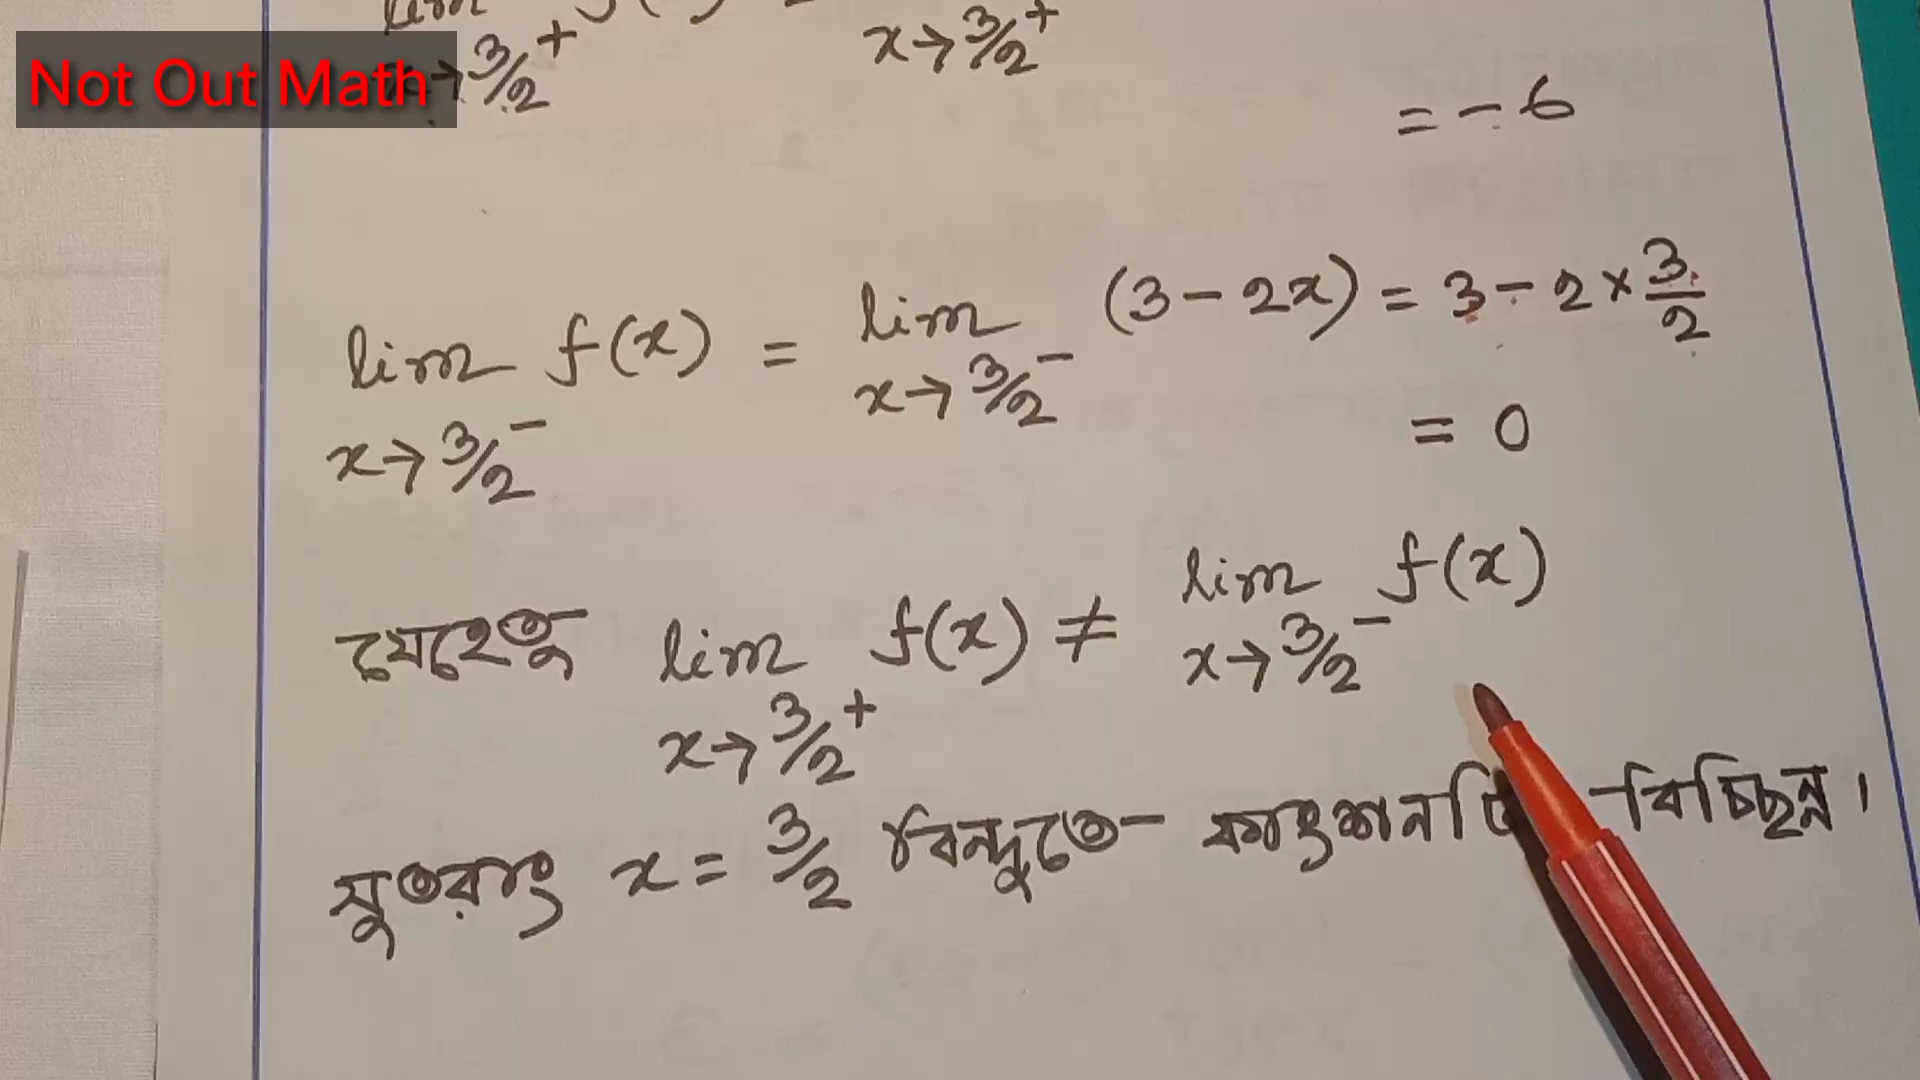 Not Out Math
x→3/2⁺ x→3/2⁺
= - 6
lim f(x) = lim (3 - 2x) = 3 - 2 × 3/2
x→3/2⁻ x→3/2⁻
= 0
যেহেতু lim f(x) ≠ lim f(x)
x→3/2⁺ x→3/2⁻
সুতরাং x = 3/2 বিন্দুতে ফাংশনটি বিচ্ছিন্ন।